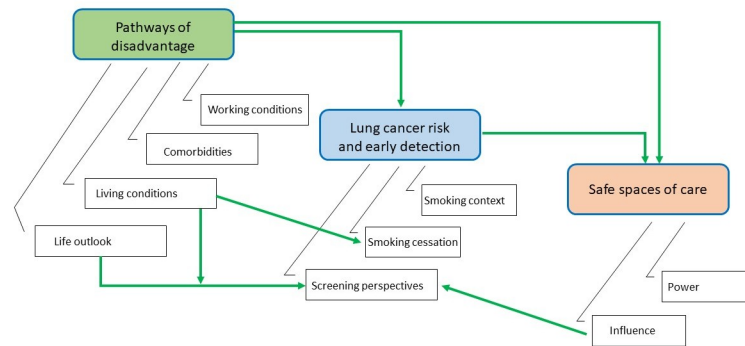 Pathways of
disadvantage
Working conditions
Lung cancer risk
and early detection
Comorbidities
Living conditions
Smoking context
Safe spaces of care
Life outlook
Smoking cessation
Screening perspectives
Power
Influence